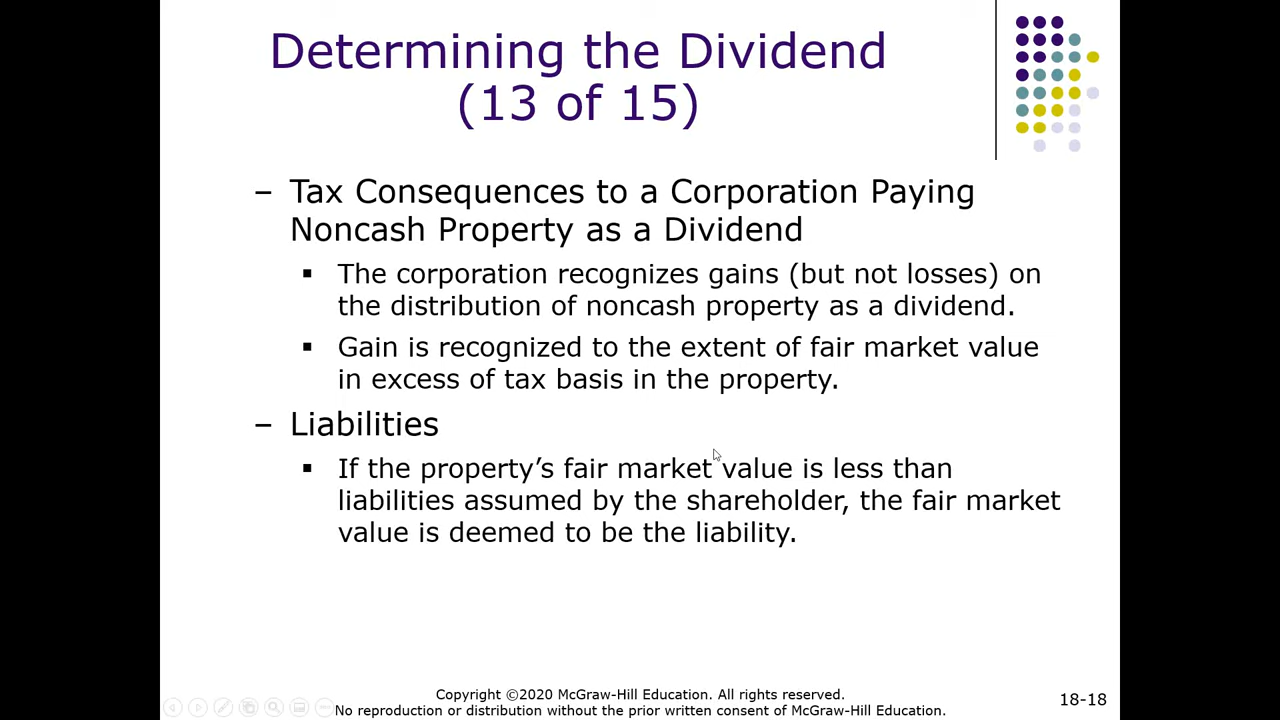 Determining the Dividend
(13 of 15)
– Tax Consequences to a Corporation Paying
Noncash Property as a Dividend
▪ The corporation recognizes gains (but not losses) on
the distribution of noncash property as a dividend.
▪ Gain is recognized to the extent of fair market value
in excess of tax basis in the property.
– Liabilities
▪ If the property’s fair market value is less than
liabilities assumed by the shareholder, the fair market
value is deemed to be the liability.
Copyright ©2020 McGraw-Hill Education. All rights reserved.
No reproduction or distribution without the prior written consent of McGraw-Hill Education.
18-18